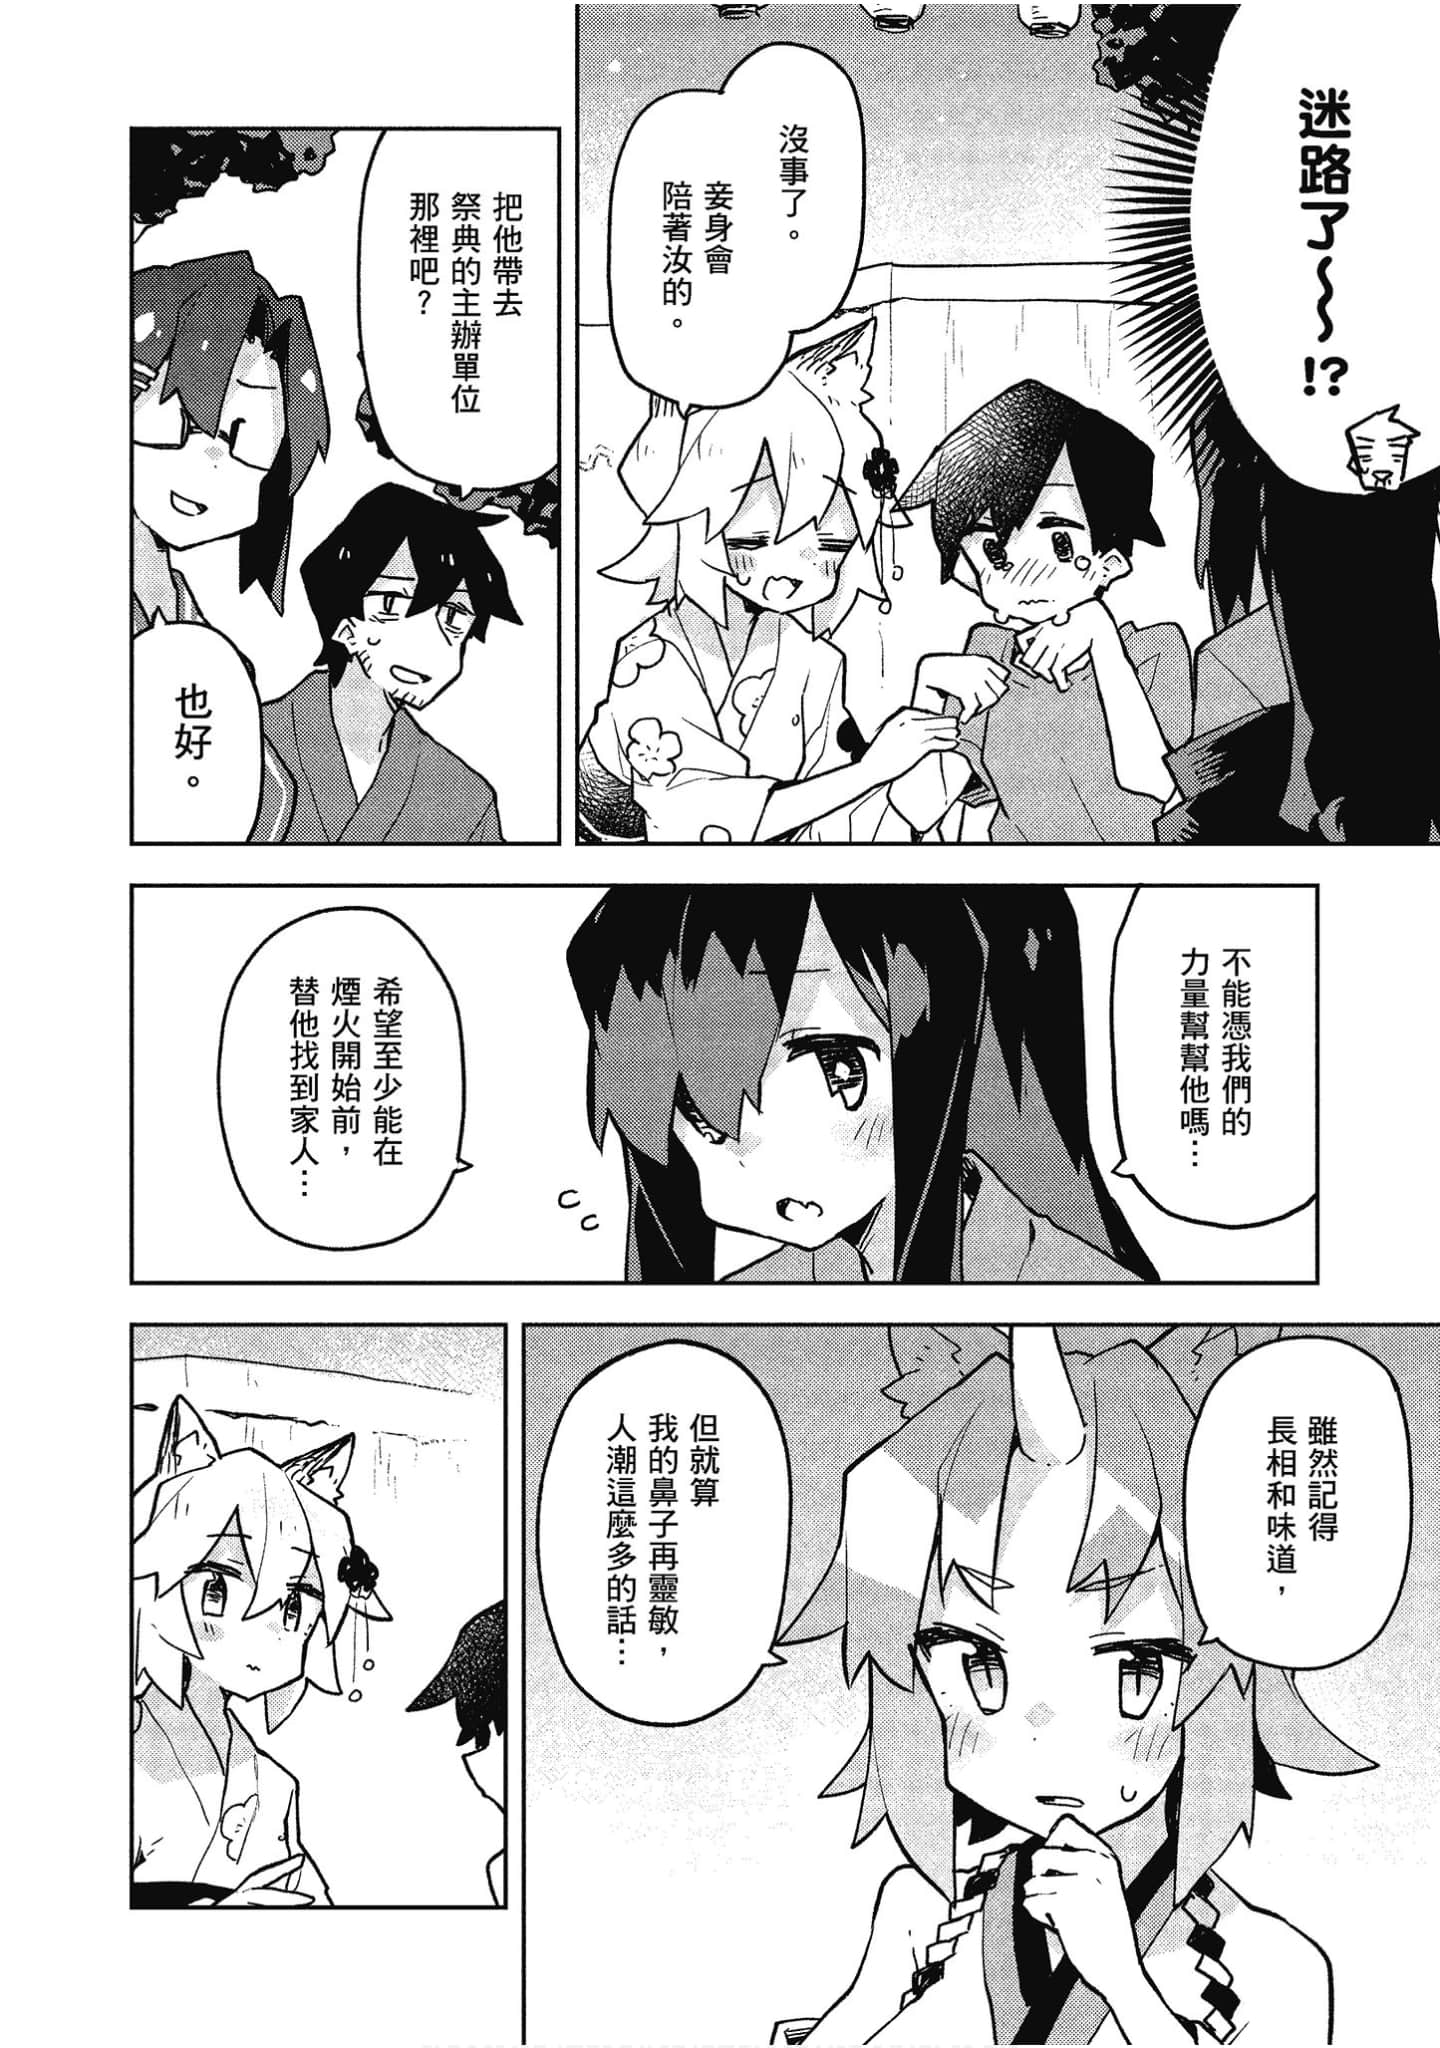 迷路了～～!?
沒事了。
妾身會
陪著汝的。
把他帶去
祭典的主辦單位
那裡吧？
也好。
不能憑我們的
力量幫幫他嗎…
希望至少能在
煙火開始前，
替他找到家人…
雖然記得
長相和味道，
但就算
我的鼻子再靈敏，
人潮這麼多的話…